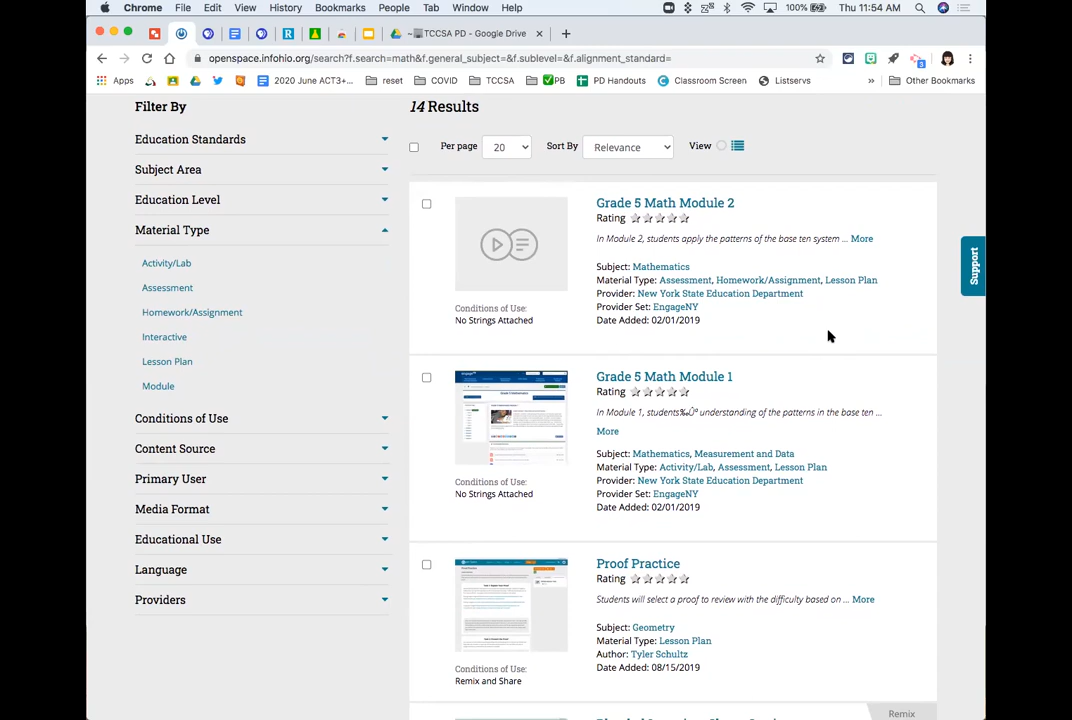 Chrome File Edit View History Bookmarks People Tab Window Help 100% Thu 11:54 AM
TCCSA PD - Google Drive
openspace.infohio.org/search?f.search=math&f.general_subject=&f.sublevel=&f.alignment_standard=
Apps 2020 June ACT3+... reset COVID TCCSA PB PD Handouts Classroom Screen Listservs » Other Bookmarks
Filter By
Education Standards
Subject Area
Education Level
Material Type
Activity/Lab
Assessment
Homework/Assignment
Interactive
Lesson Plan
Module
Conditions of Use
Content Source
Primary User
Media Format
Educational Use
Language
Providers
14 Results
Per page 20 Sort By Relevance View
Grade 5 Math Module 2
Rating
In Module 2, students apply the patterns of the base ten system ... More
Subject: Mathematics
Material Type: Assessment, Homework/Assignment, Lesson Plan
Provider: New York State Education Department
Provider Set: EngageNY
Date Added: 02/01/2019
Conditions of Use:
No Strings Attached
Grade 5 Math Module 1
Rating
In Module 1, students‰Ûª understanding of the patterns in the base ten ...
More
Subject: Mathematics, Measurement and Data
Material Type: Activity/Lab, Assessment, Lesson Plan
Provider: New York State Education Department
Provider Set: EngageNY
Date Added: 02/01/2019
Conditions of Use:
No Strings Attached
Proof Practice
Rating
Students will select a proof to review with the difficulty based on ... More
Subject: Geometry
Material Type: Lesson Plan
Author: Tyler Schultz
Date Added: 08/15/2019
Conditions of Use:
Remix and Share
Remix
Support